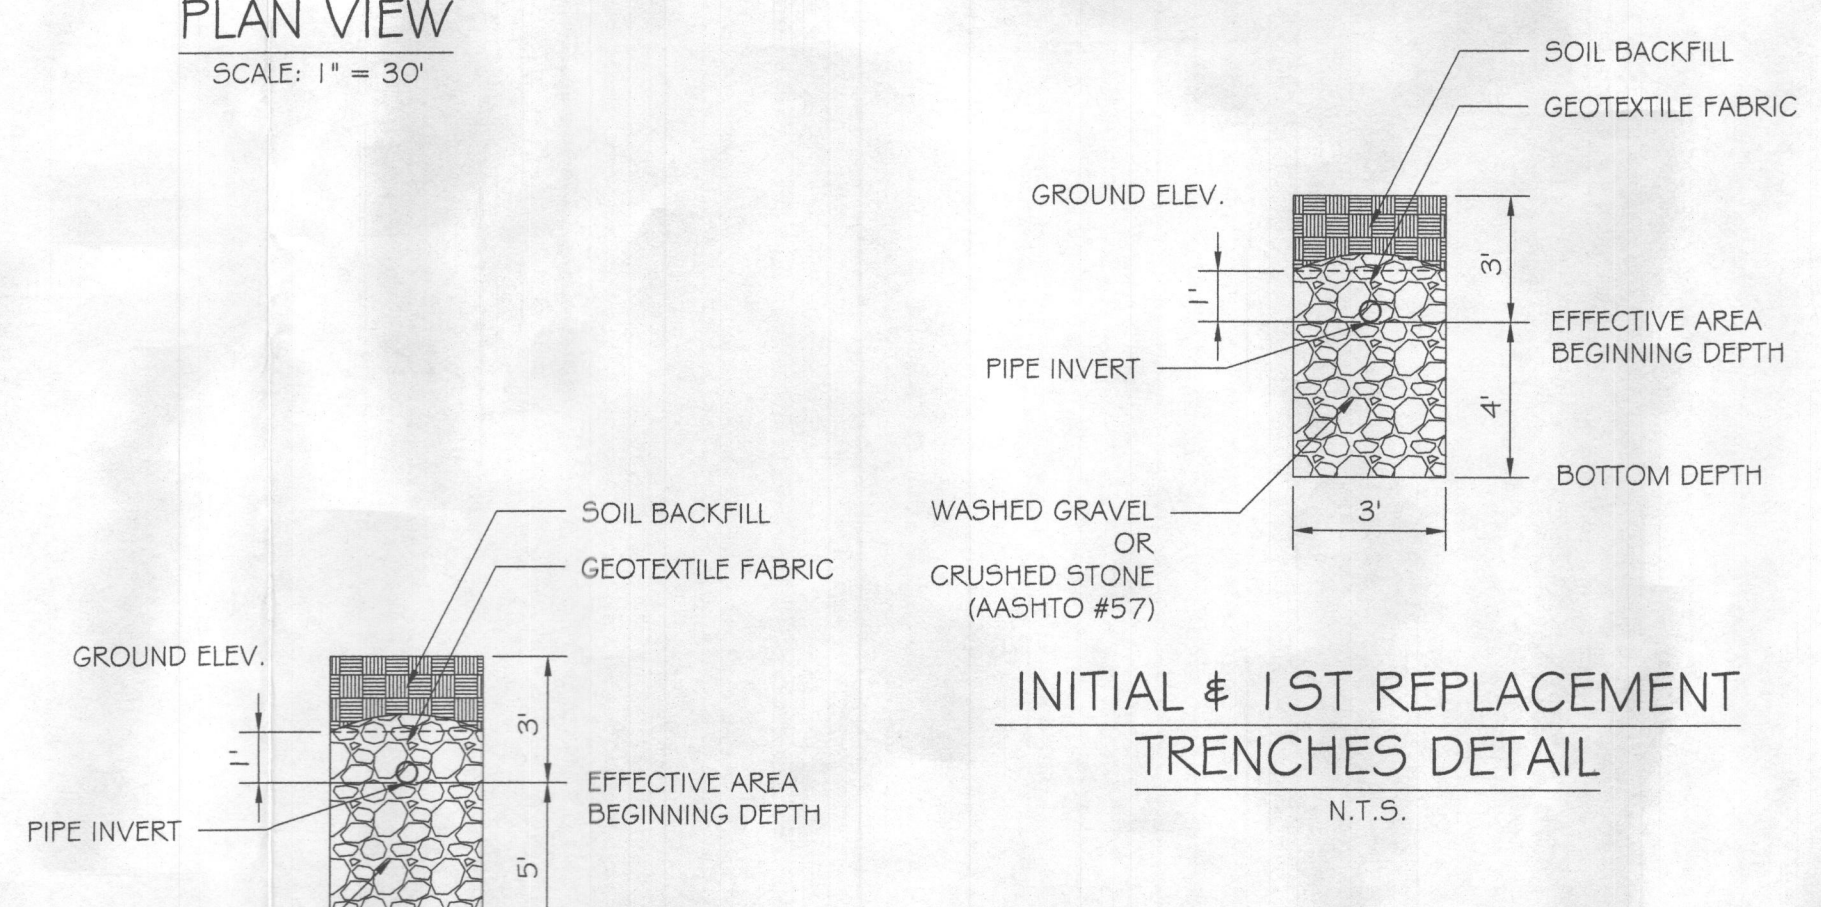 PLAN VIEW
SCALE: 1" = 30'
SOIL BACKFILL
GEOTEXTILE FABRIC
GROUND ELEV.
3'
1'
EFFECTIVE AREA
BEGINNING DEPTH
PIPE INVERT
4'
BOTTOM DEPTH
WASHED GRAVEL
OR
CRUSHED STONE
(AASHTO #57)
3'
INITIAL & 1ST REPLACEMENT
TRENCHES DETAIL
N.T.S.
SOIL BACKFILL
GEOTEXTILE FABRIC
GROUND ELEV.
3'
1'
EFFECTIVE AREA
BEGINNING DEPTH
PIPE INVERT
5'